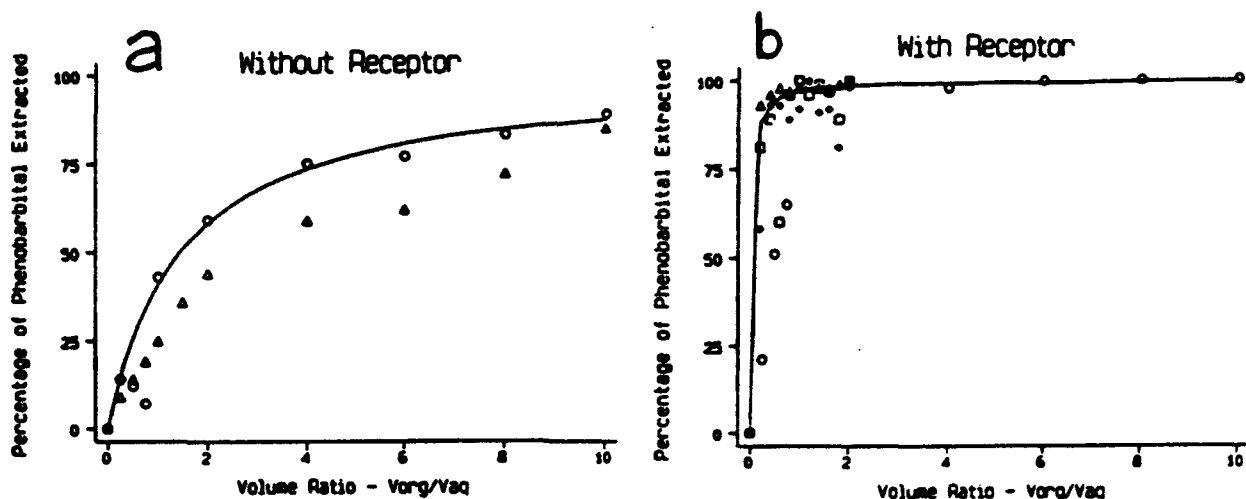 a
Without Receptor
Percentage of Phenobarbital Extracted
100
75
50
25
0
0 2 4 6 8 10
Volume Ratio - Vorg/Vaq
b
With Receptor
Percentage of Phenobarbital Extracted
100
75
50
25
0
0 2 4 6 8 10
Volume Ratio - Vorg/Vaq